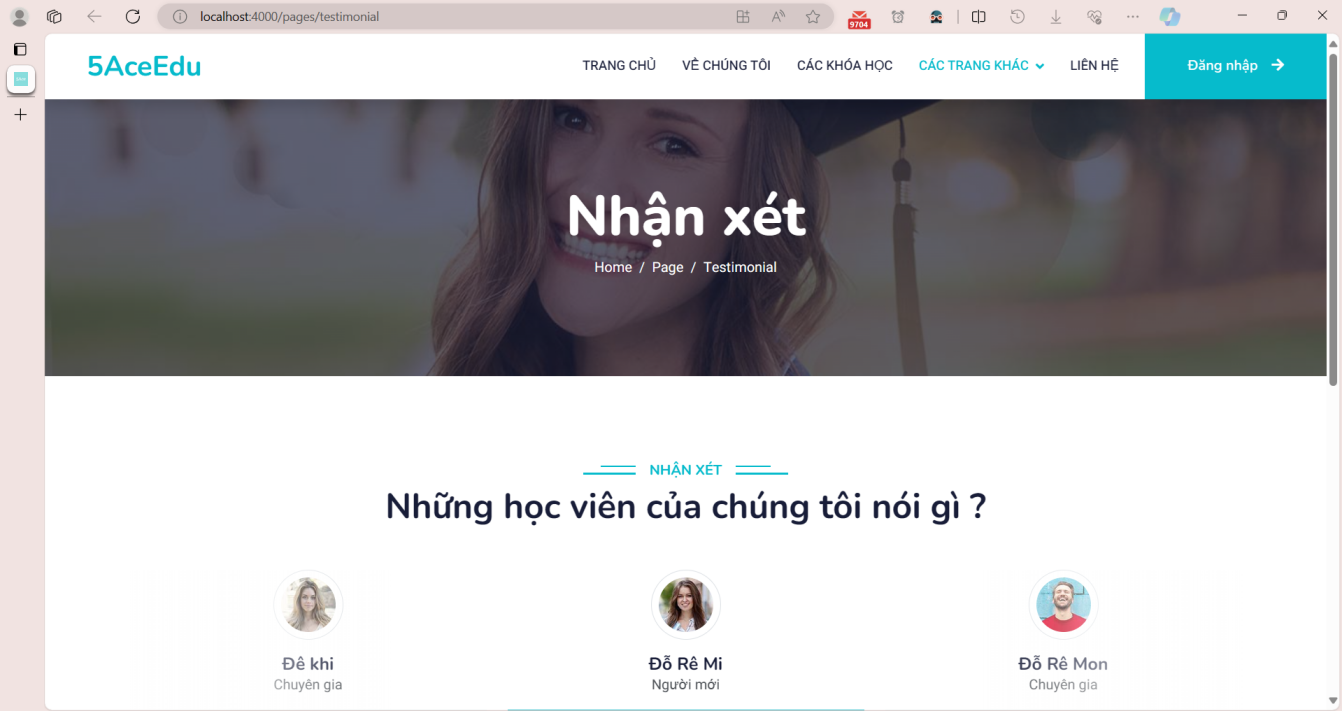 localhost:4000/pages/testimonial
9704
5AceEdu
TRANG CHỦ VỀ CHÚNG TÔI CÁC KHÓA HỌC CÁC TRANG KHÁC LIÊN HỆ Đăng nhập
Nhận xét
Home / Page / Testimonial
NHẬN XÉT
Những học viên của chúng tôi nói gì ?
Đê khi Đỗ Rê Mi Đỗ Rê Mon
Chuyên gia Người mới Chuyên gia